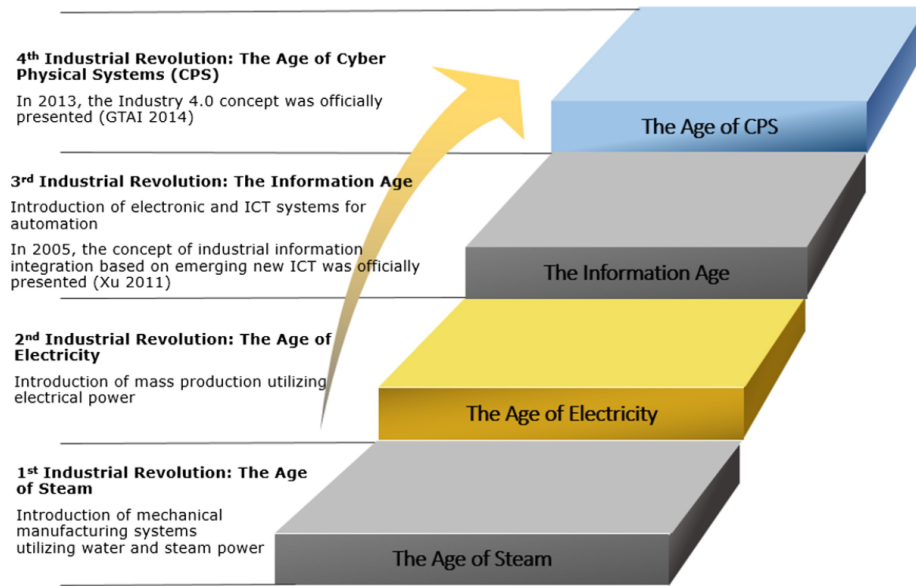 4th Industrial Revolution: The Age of Cyber
Physical Systems (CPS)
In 2013, the Industry 4.0 concept was officially
presented (GTAI 2014)
The Age of CPS
3rd Industrial Revolution: The Information Age
Introduction of electronic and ICT systems for
automation
In 2005, the concept of industrial information
integration based on emerging new ICT was officially
presented (Xu 2011)
The Information Age
2nd Industrial Revolution: The Age of
Electricity
Introduction of mass production utilizing
electrical power
The Age of Electricity
1st Industrial Revolution: The Age
of Steam
Introduction of mechanical
manufacturing systems
utilizing water and steam power
The Age of Steam